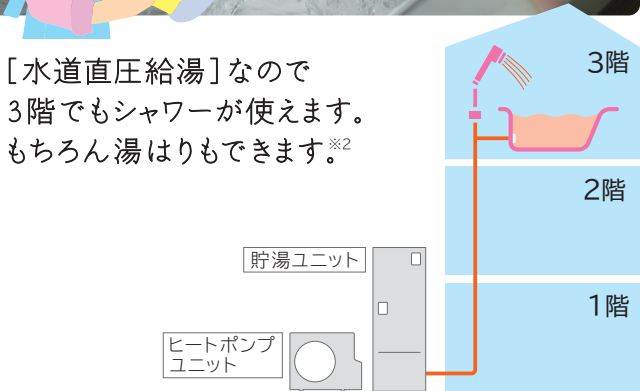 [水道直圧給湯]なので
3階でもシャワーが使えます。
もちろん湯はりもできます。※2
3階
2階
1階
貯湯ユニット
ヒートポンプ
ユニット